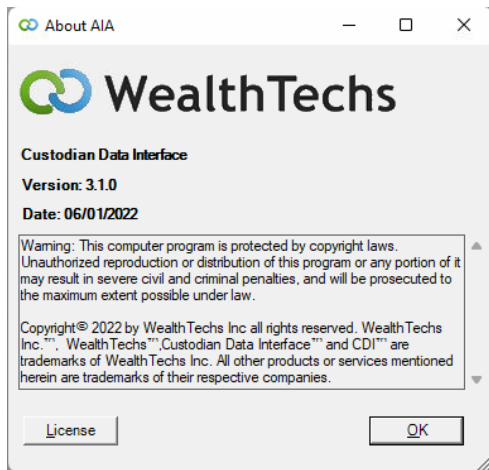 About AIA
WealthTechs
Custodian Data Interface
Version: 3.1.0
Date: 06/01/2022
Warning: This computer program is protected by copyright laws.
Unauthorized reproduction or distribution of this program or any portion of it
may result in severe civil and criminal penalties, and will be prosecuted to
the maximum extent possible under law.
Copyright® 2022 by WealthTechs Inc all rights reserved. WealthTechs
Inc.™, WealthTechs™,Custodian Data Interface™ and CDI™ are
trademarks of WealthTechs Inc. All other products or services mentioned
herein are trademarks of their respective companies.
License
OK